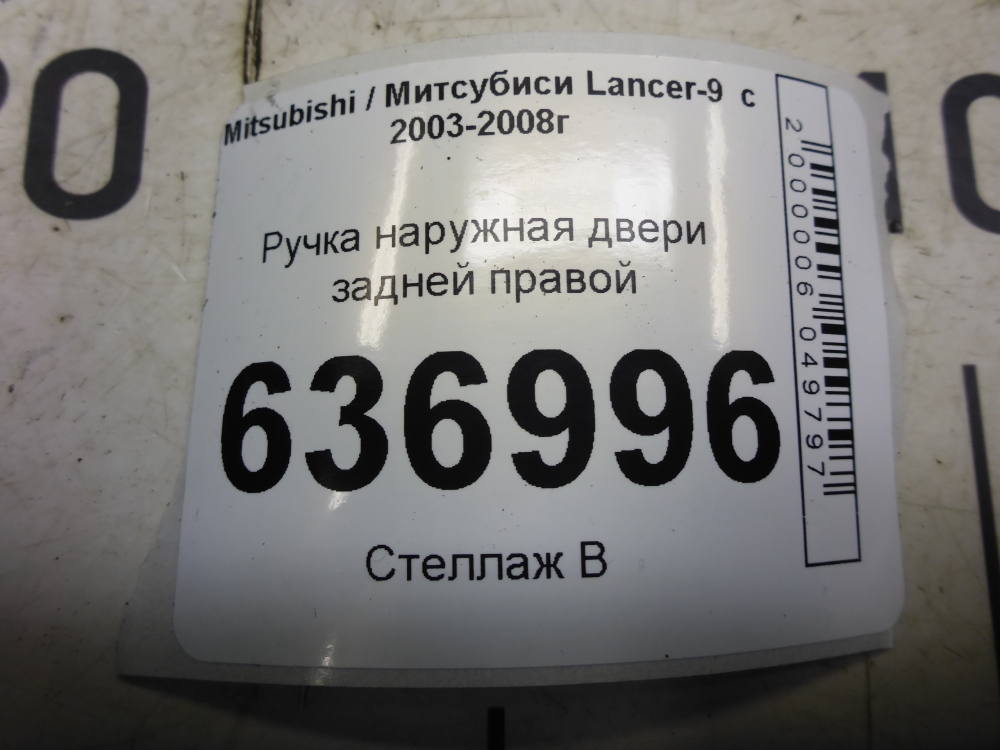 Mitsubishi / Митсубиси Lancer-9 с
2003-2008г
Ручка наружная двери
задней правой
636996
Стеллаж В
2000006049797